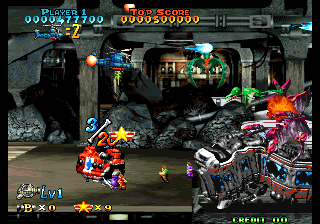 PLAYER 1 TOP SCORE
0000477700 0000500000
=2
3
20
Lv1
B×0 ★×9
CREDIT 00